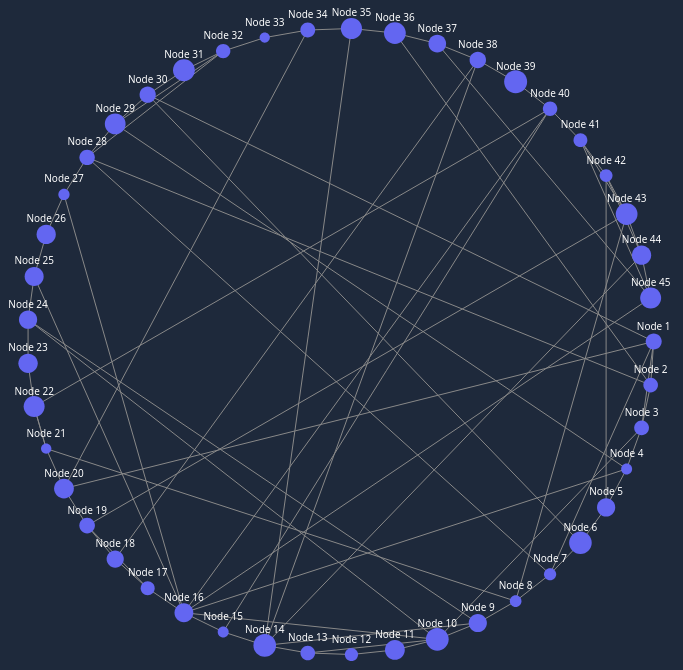 Node 34
Node 35
Node 36
Node 33
Node 37
Node 32
Node 38
Node 31
Node 39
Node 30
Node 40
Node 29
Node 41
Node 28
Node 42
Node 27
Node 43
Node 26
Node 44
Node 25
Node 45
Node 24
Node 1
Node 23
Node 2
Node 22
Node 3
Node 21
Node 4
Node 20
Node 5
Node 19
Node 6
Node 18
Node 7
Node 17
Node 8
Node 16
Node 9
Node 15
Node 14
Node 10
Node 13
Node 12
Node 11